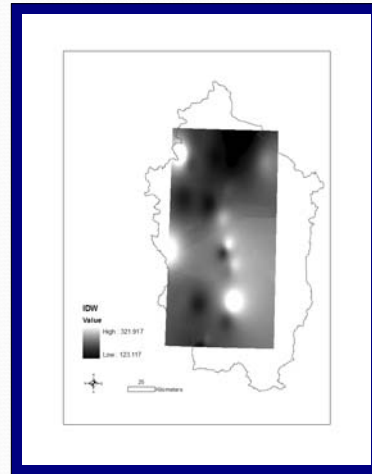 IDW
Value
High : 321.917
Low : 123.117
25
Kilometers